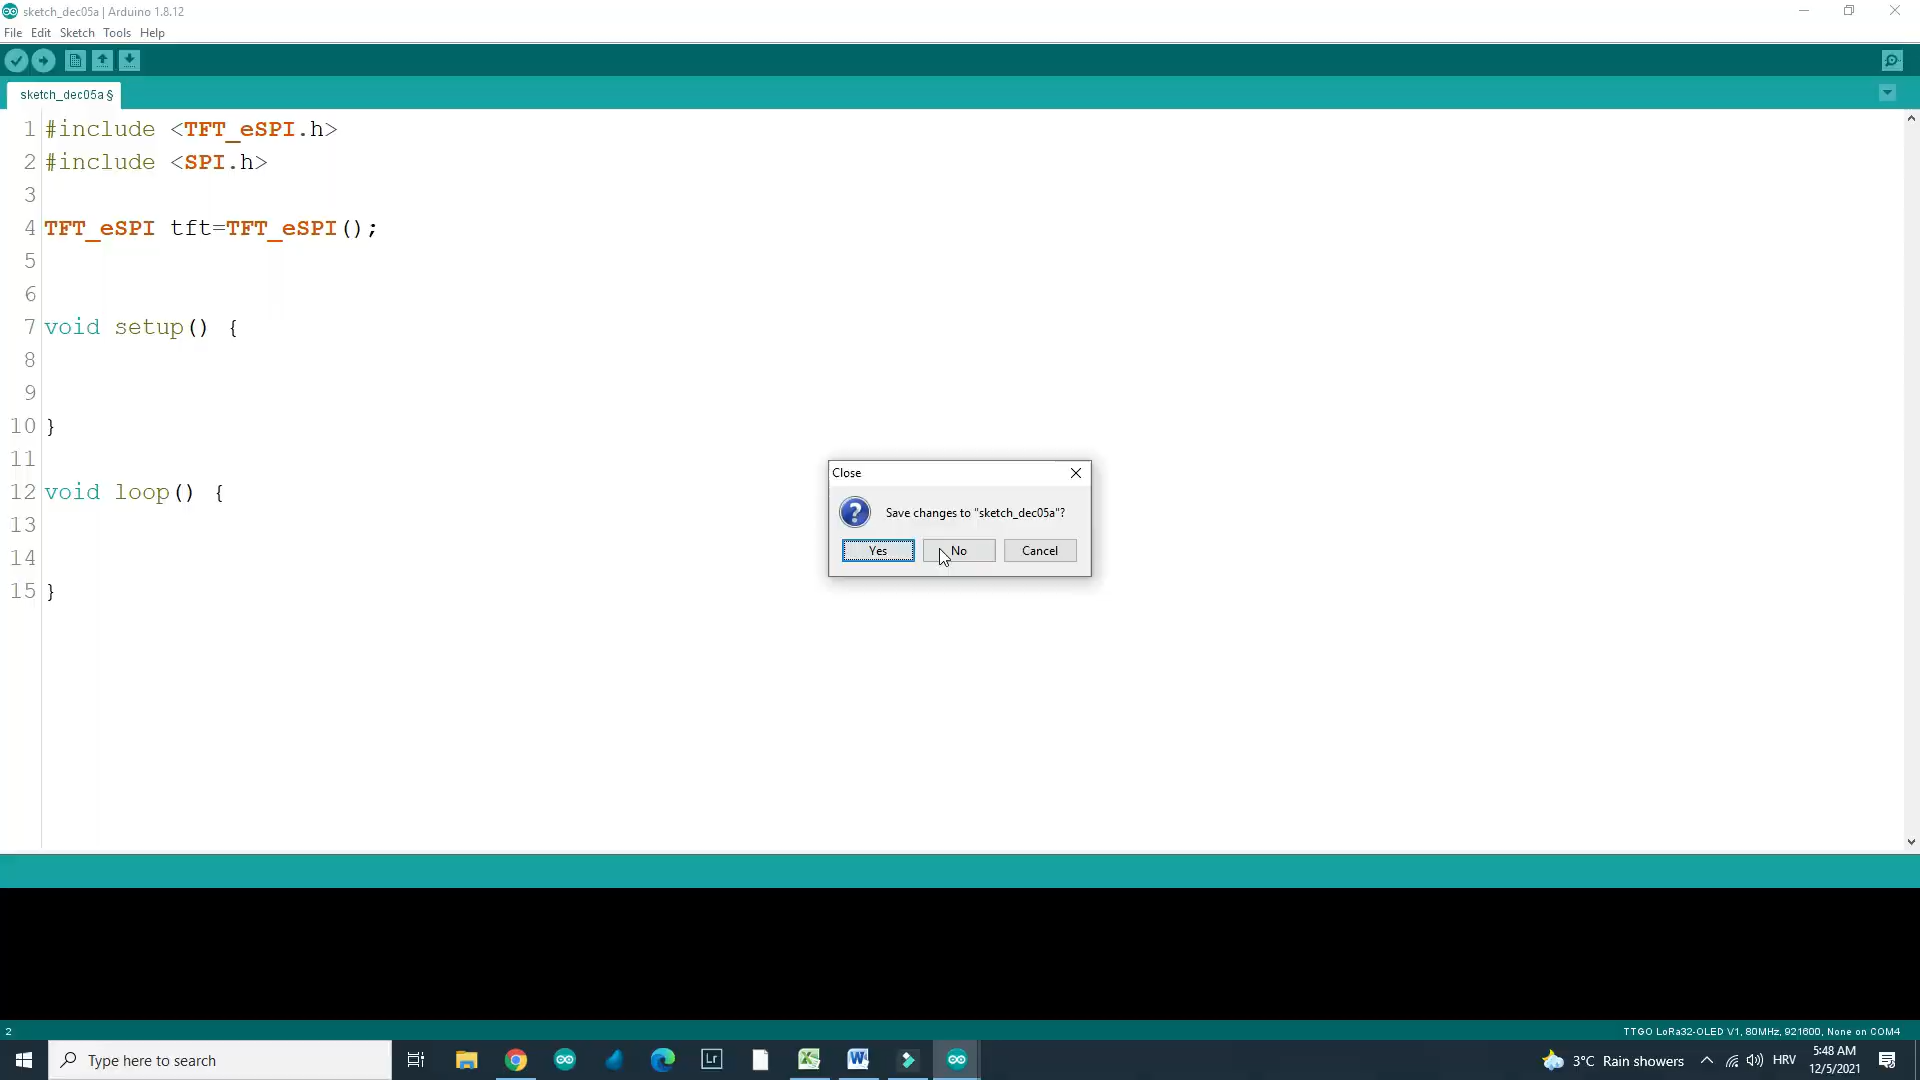 sketch_dec05a | Arduino 1.8.12
File Edit Sketch Tools Help
sketch_dec05a §
1 #include <TFT_eSPI.h>
2 #include <SPI.h>
3
4 TFT_eSPI tft=TFT_eSPI();
5
6
7 void setup() {
8
9
10 }
11
12 void loop() {
13
14
15 }
Close
Save changes to "sketch_dec05a"?
Yes No Cancel
2 TTGO LoRa32-OLED V1, 80MHz, 921600, None on COM4
Type here to search
Lr
3°C Rain showers
HRV
5:48 AM
12/5/2021